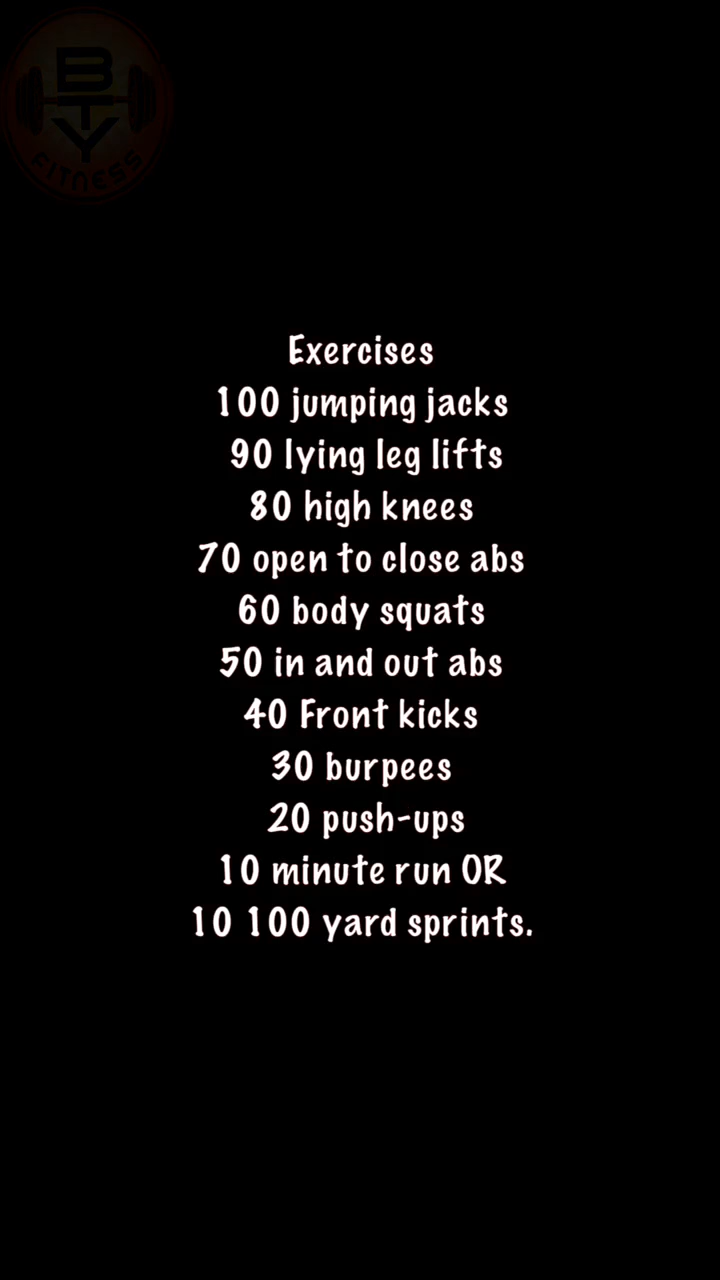 BTY
FITNESS
Exercises
100 jumping jacks
90 lying leg lifts
80 high knees
70 open to close abs
60 body squats
50 in and out abs
40 Front kicks
30 burpees
20 push-ups
10 minute run OR
10 100 yard sprints.